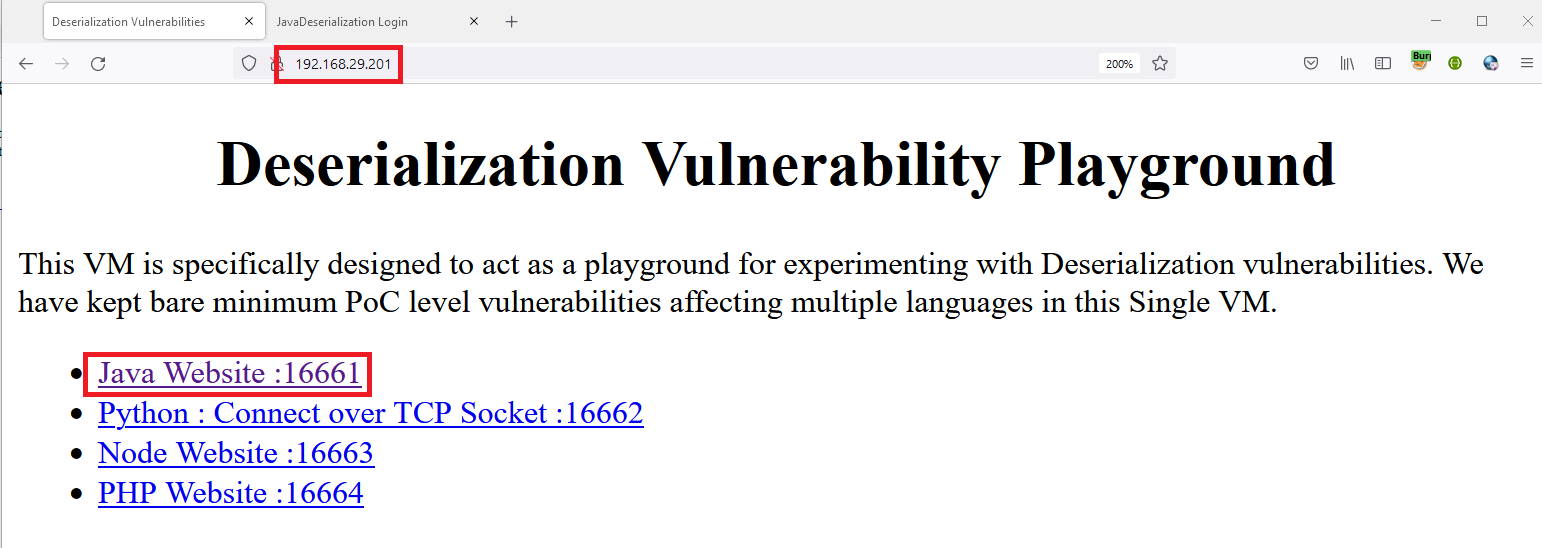 Deserialization Vulnerabilities
JavaDeserialization Login
192.168.29.201
200%
Deserialization Vulnerability Playground
This VM is specifically designed to act as a playground for experimenting with Deserialization vulnerabilities. We
have kept bare minimum PoC level vulnerabilities affecting multiple languages in this Single VM.
Java Website :16661
Python : Connect over TCP Socket :16662
Node Website :16663
PHP Website :16664